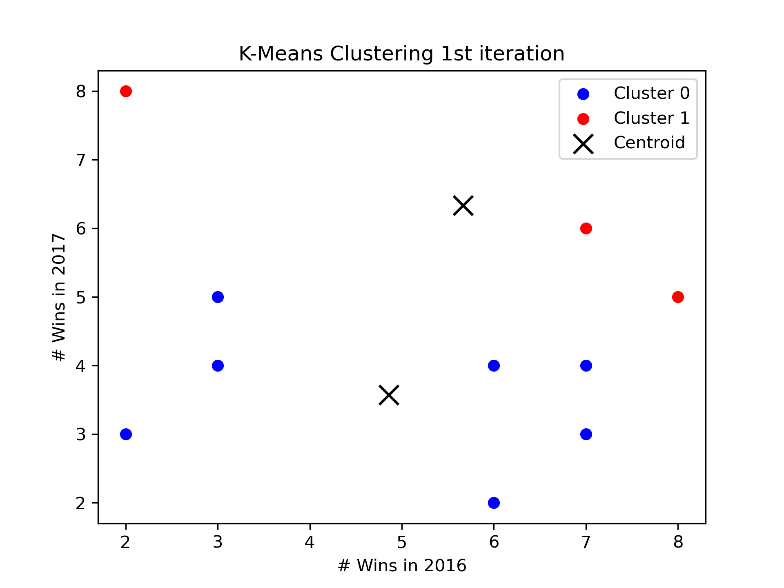 K-Means Clustering 1st iteration
Cluster 0
Cluster 1
Centroid
# Wins in 2017
8
7
6
5
4
3
2
2 3 4 5 6 7 8
# Wins in 2016